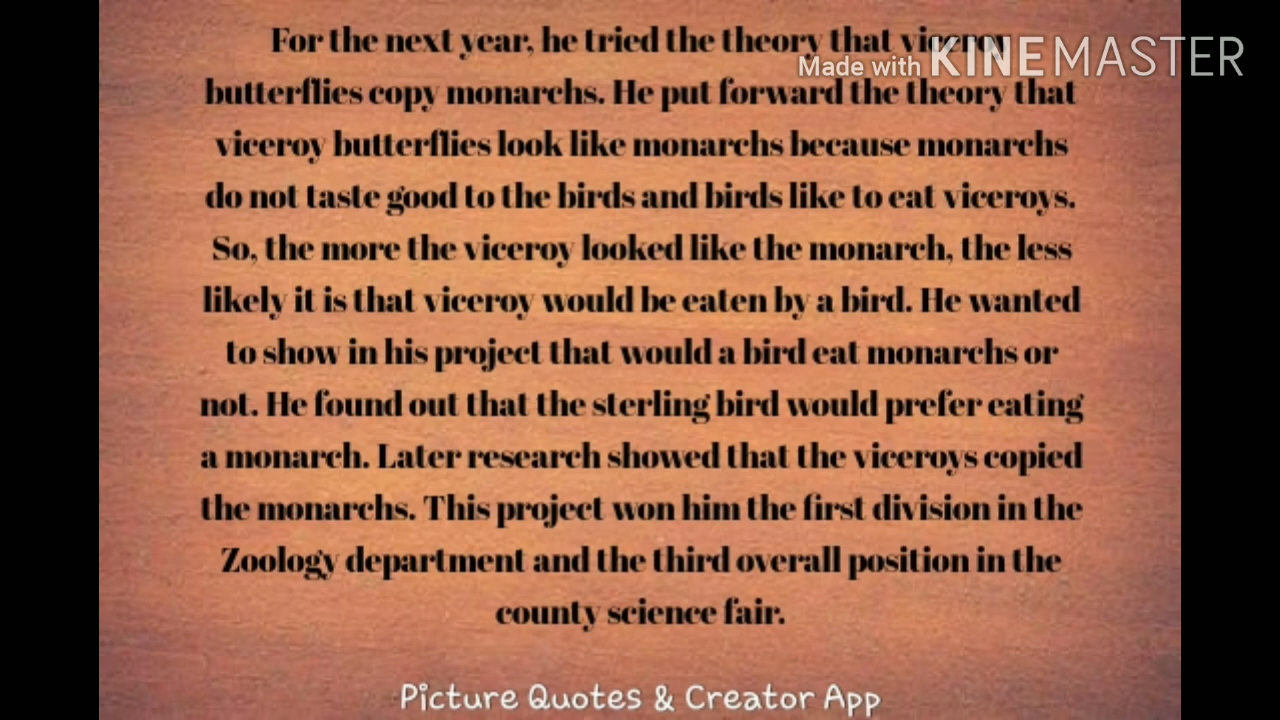 For the next year, he tried the theory that viceroy
Made with KINEMASTER
butterflies copy monarchs. He put forward the theory that
viceroy butterflies look like monarchs because monarchs
do not taste good to the birds and birds like to eat viceroys.
So, the more the viceroy looked like the monarch, the less
likely it is that viceroy would be eaten by a bird. He wanted
to show in his project that would a bird eat monarchs or
not. He found out that the sterling bird would prefer eating
a monarch. Later research showed that the viceroys copied
the monarchs. This project won him the first division in the
Zoology department and the third overall position in the
county science fair.
Picture Quotes & Creator App